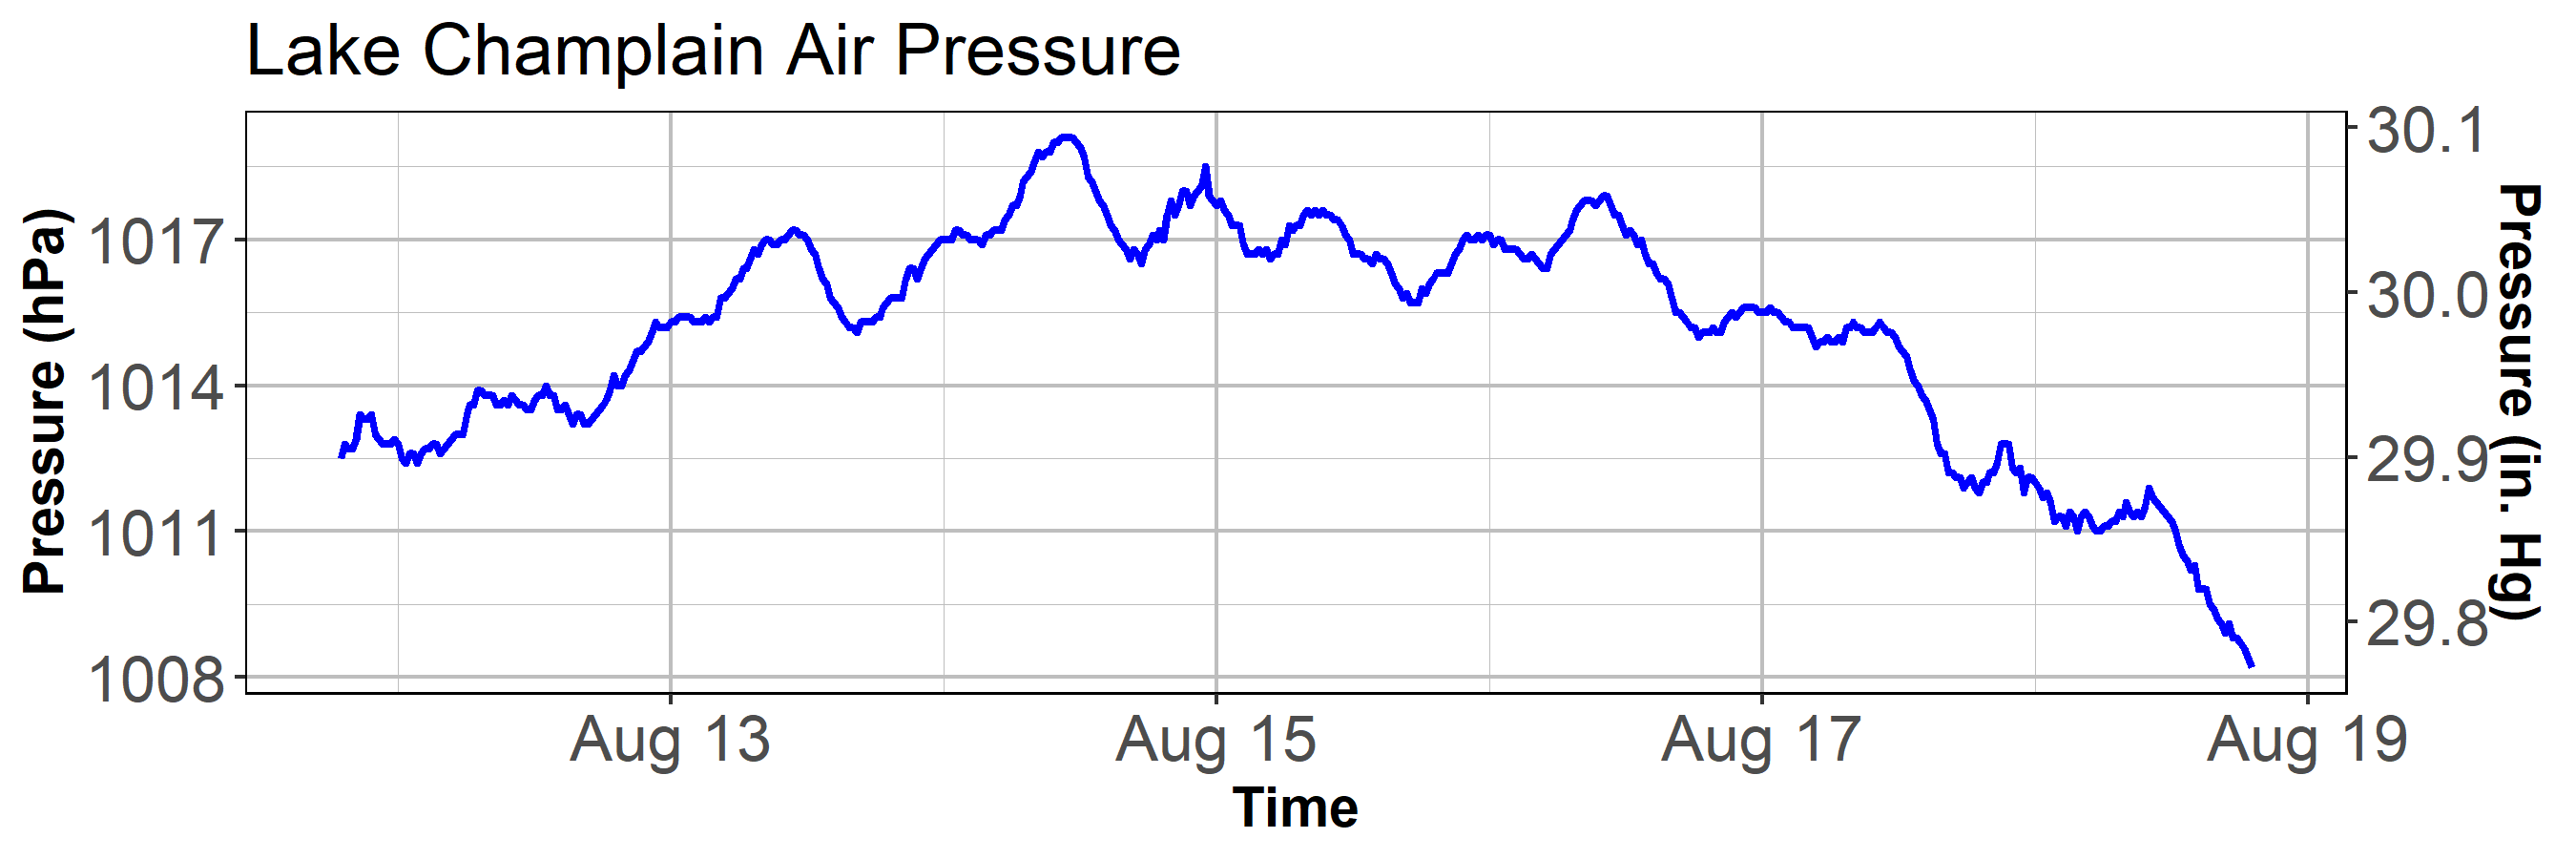 Lake Champlain Air Pressure
Pressure (hPa)
1017
1014
1011
1008
30.1
30.0
29.9
29.8
Pressure (in. Hg)
Aug 13
Aug 15
Aug 17
Aug 19
Time